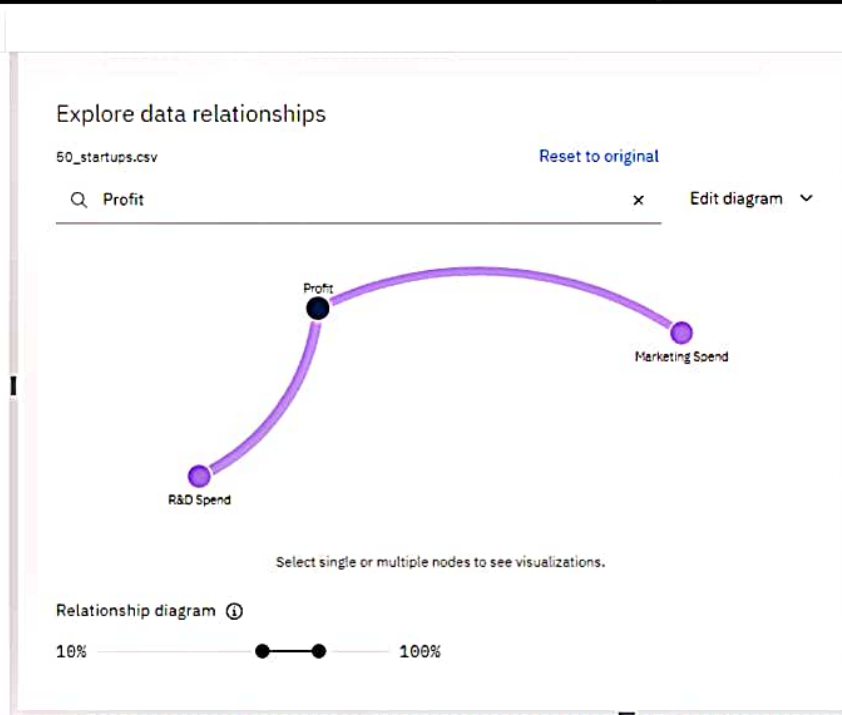 Explore data relationships
50_startups.csv
Reset to original
Profit
Edit diagram
Profit
Marketing Spend
R&D Spend
Select single or multiple nodes to see visualizations.
Relationship diagram
10%
100%